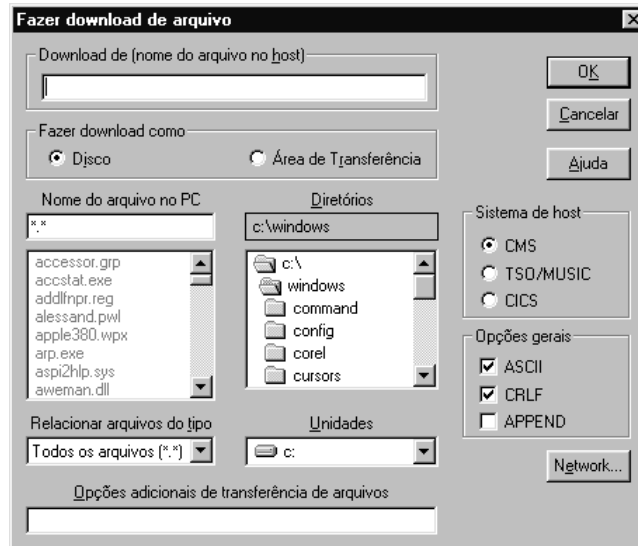 Fazer download de arquivo
Download de (nome do arquivo no host)
OK
Cancelar
Ajuda
Fazer download como
Disco
Área de Transferência
Nome do arquivo no PC
*.*
accessor.grp
accstat.exe
addlfnpr.reg
alessand.pwl
apple380.wpx
arp.exe
aspi2hlp.sys
aweman.dll
Diretórios
c:\windows
c:\
windows
command
config
corel
cursors
Sistema de host
CMS
TSO/MUSIC
CICS
Opções gerais
ASCII
CRLF
APPEND
Relacionar arquivos do tipo
Todos os arquivos (*.*)
Unidades
c:
Network...
Opções adicionais de transferência de arquivos